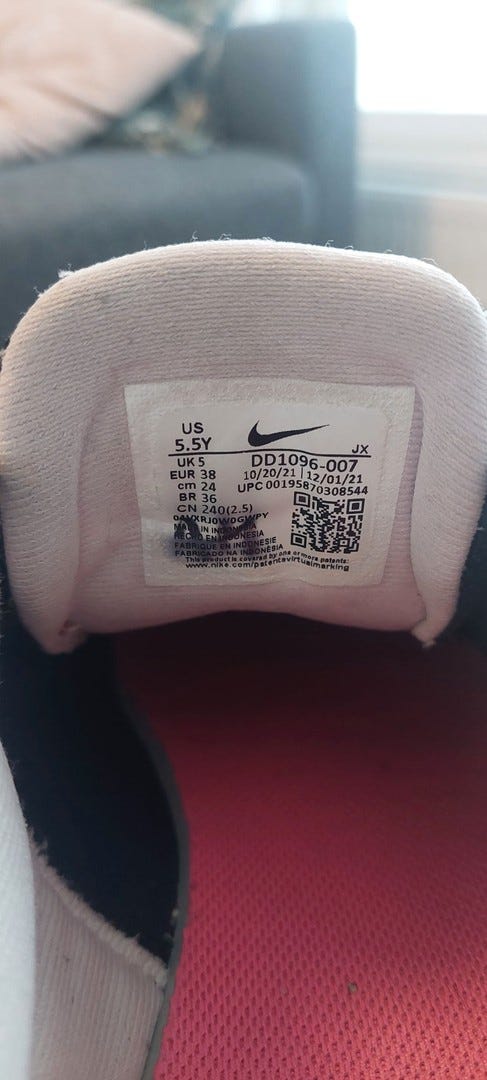 US
5.5Y
JX
UK 5
DD1096-007
EUR 38
10/20/21 | 12/01/21
cm 24
UPC 00195870308544
BR 36
CN 240(2.5)
MADE IN INDONESIA
HECHO EN INDONESIA
FABRIQUE EN INDONESIE
FABRICADO NA INDONÉSIA
This product is covered by one or more patents:
www.nike.com/patentsvirtualmarking